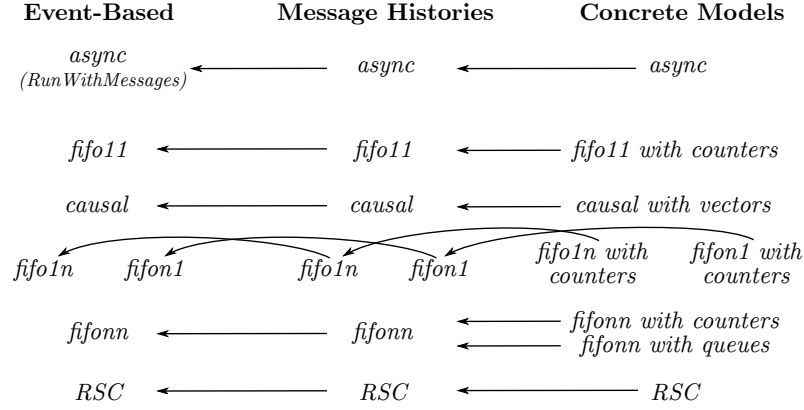 Event-Based Message Histories Concrete Models
async async async
(RunWithMessages)
fifo11 fifo11 fifo11 with counters
causal causal causal with vectors
fifo1n fifon1 fifo1n fifon1 fifo1n with fifon1 with
counters counters
fifonn fifonn fifonn with counters
fifonn with queues
RSC RSC RSC